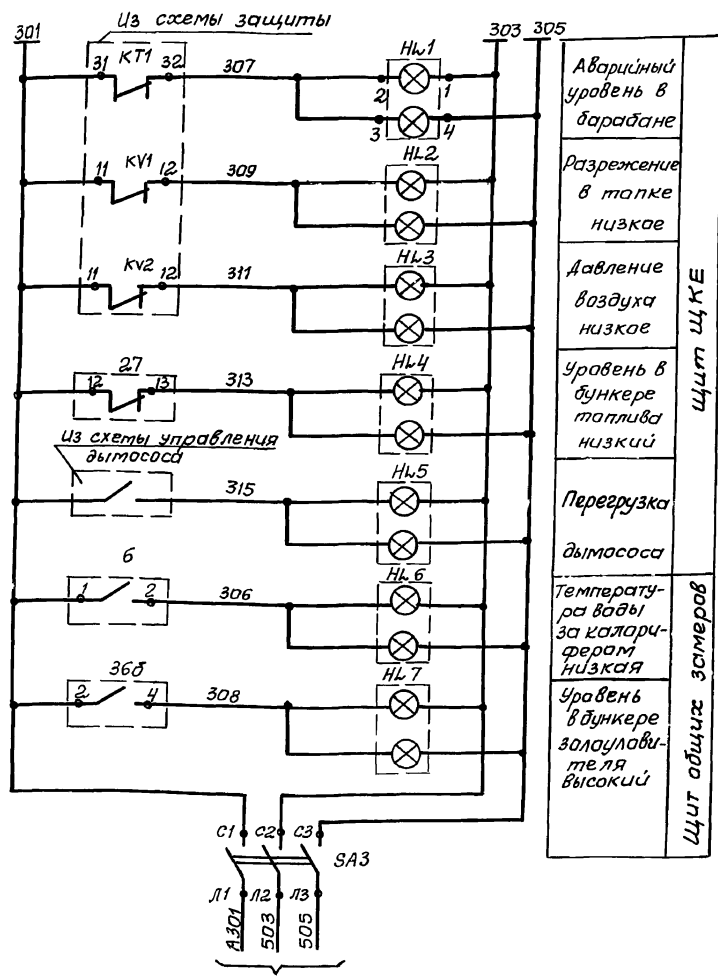 Из схемы защиты
301
303 305
КТ1
31 32 307
HL1
2 1
3 4
Аварийный
уровень в
барабане
KV1
11 12 309
HL2
Разрежение
в топке
низкое
KV2
11 12 311
HL3
Давление
воздуха
низкое
27
12 13 313
HL4
Уровень в
бункере
топлива
низкий
Щит ЩКЕ
Из схемы управления
дымососа
315
HL5
Перегрузка
дымососа
6
1 2 306
HL6
Температу-
ра воды
за калори-
ферам
низкая
36б
2 4 308
HL7
Уровень
в бункере
золоулави-
теля
высокий
Щит общих замеров
С1 С2 С3
SA3
Л1 Л2 Л3
А301 503 505